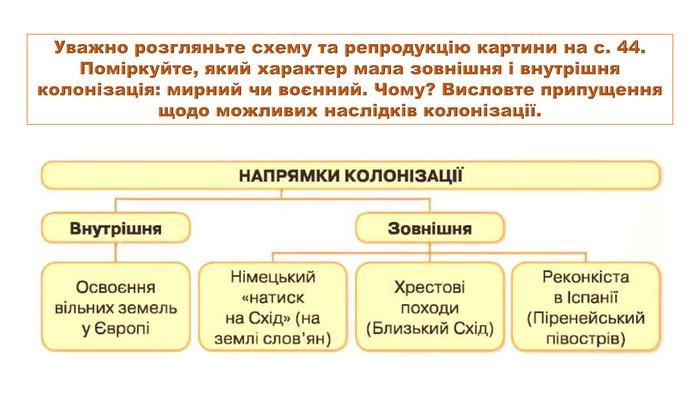 Уважно розгляньте схему та репродукцію картини на с. 44.
Поміркуйте, який характер мала зовнішня і внутрішня
колонізація: мирний чи воєнний. Чому? Висловте припущення
щодо можливих наслідків колонізації.
НАПРЯМКИ КОЛОНІЗАЦІЇ
Внутрішня
Зовнішня
Освоєння
вільних земель
у Європі
Німецький
«натиск
на Схід» (на
землі слов’ян)
Хрестові
походи
(Близький Схід)
Реконкіста
в Іспанії
(Піренейський
півострів)